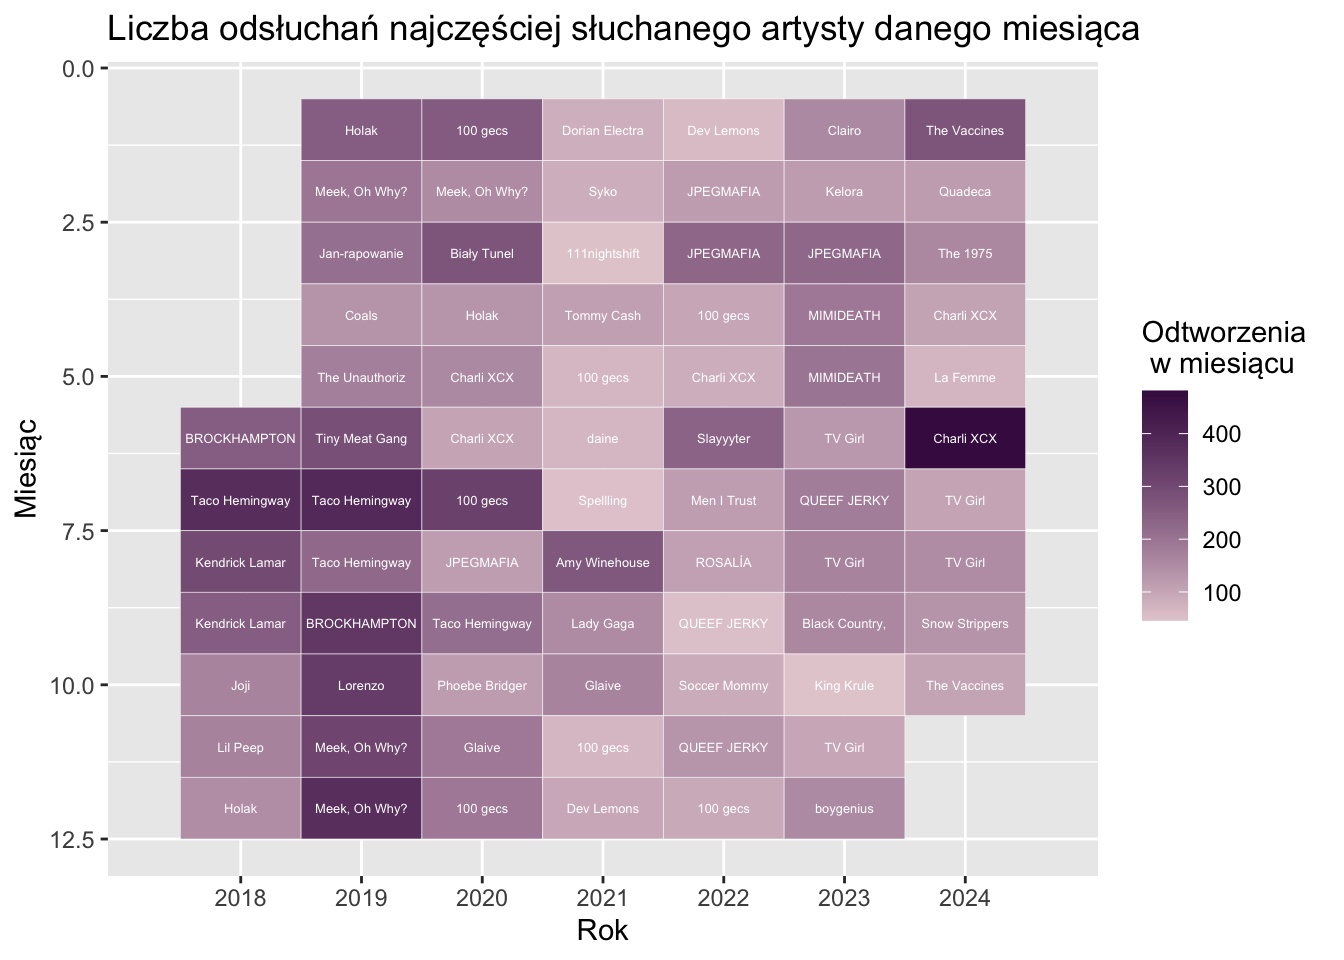 Liczba odsłuchań najczęściej słuchanego artysty danego miesiąca
0.0
Holak 100 gecs Dorian Electra Dev Lemons Clairo The Vaccines
Meek, Oh Why? Meek, Oh Why? Syko JPEGMAFIA Kelora Quadeca
2.5
Jan-rapowanie Biały Tunel 111nightshift JPEGMAFIA JPEGMAFIA The 1975
Coals Holak Tommy Cash 100 gecs MIMIDEATH Charli XCX
5.0
The Unauthoriz Charli XCX 100 gecs Charli XCX MIMIDEATH La Femme
BROCKHAMPTON Tiny Meat Gang Charli XCX daine Slayyyter TV Girl Charli XCX
Taco Hemingway Taco Hemingway 100 gecs Spellling Men I Trust QUEEF JERKY TV Girl
7.5
Kendrick Lamar Taco Hemingway JPEGMAFIA Amy Winehouse ROSALÍA TV Girl TV Girl
Kendrick Lamar BROCKHAMPTON Taco Hemingway Lady Gaga QUEEF JERKY Black Country, Snow Strippers
10.0
Joji Lorenzo Phoebe Bridger Glaive Soccer Mommy King Krule The Vaccines
Lil Peep Meek, Oh Why? Glaive 100 gecs QUEEF JERKY TV Girl
Holak Meek, Oh Why? 100 gecs Dev Lemons 100 gecs boygenius
12.5
Miesiąc
2018 2019 2020 2021 2022 2023 2024
Rok
Odtworzenia
w miesiącu
400
300
200
100